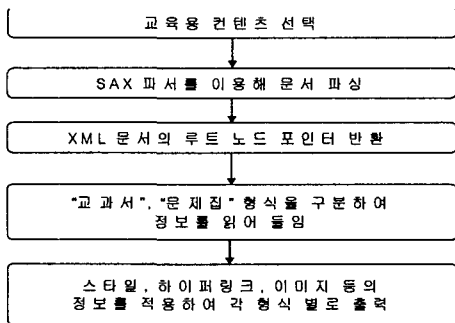 교육용 컨텐츠 선택
SAX 파서를 이용해 문서 파싱
XML 문서의 루트 노드 포인터 반환
"교과서", "문제집" 형식을 구분하여
정보를 읽어 들임
스타일, 하이퍼링크, 이미지 등의
정보를 적용하여 각 형식 별로 출력